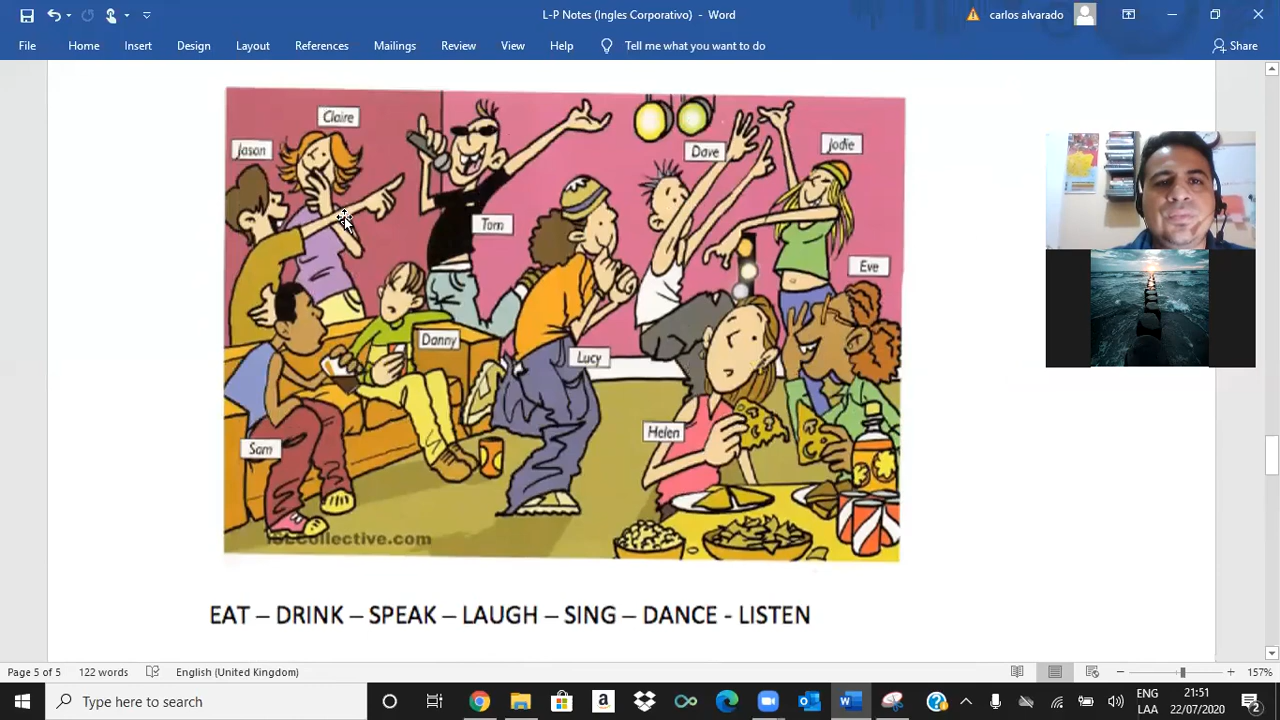 L-P Notes (Ingles Corporativo) - Word
carlos alvarado
File Home Insert Design Layout References Mailings Review View Help Tell me what you want to do Share
Claire
Jason
Dave
Jodie
Tom
Eve
Danny
Lucy
Helen
Sam
iSLCollective.com
EAT – DRINK – SPEAK – LAUGH – SING – DANCE - LISTEN
Page 5 of 5 122 words English (United Kingdom) 157%
Type here to search
ENG 21:51
LAA 22/07/2020
2